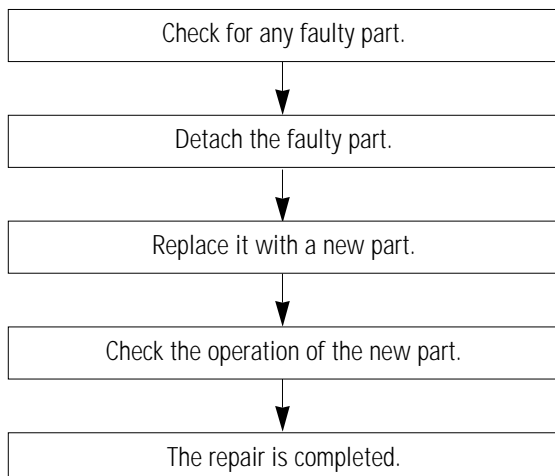 Check for any faulty part.
Detach the faulty part.
Replace it with a new part.
Check the operation of the new part.
The repair is completed.